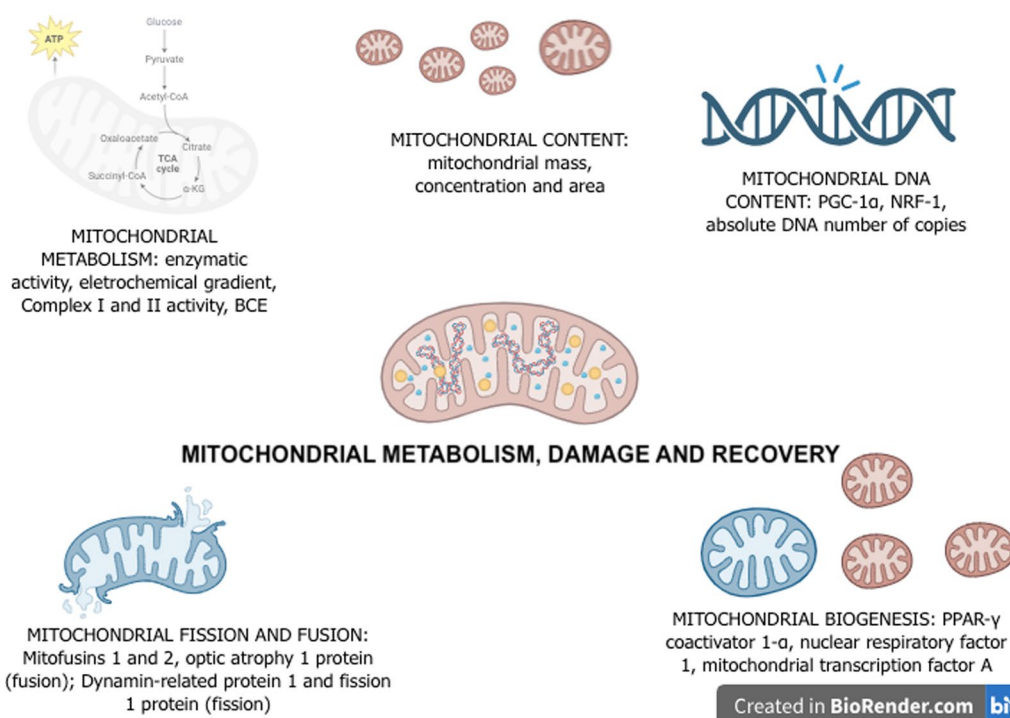 Glucose
ATP
Pyruvate
Acetyl-CoA
Oxaloacetate
Citrate
TCA
cycle
Succinyl-CoA
α-KG
MITOCHONDRIAL
METABOLISM: enzymatic
activity, eletrochemical gradient,
Complex I and II activity, BCE
MITOCHONDRIAL CONTENT:
mitochondrial mass,
concentration and area
MITOCHONDRIAL DNA
CONTENT: PGC-1α, NRF-1,
absolute DNA number of copies
MITOCHONDRIAL METABOLISM, DAMAGE AND RECOVERY
MITOCHONDRIAL FISSION AND FUSION:
Mitofusins 1 and 2, optic atrophy 1 protein
(fusion); Dynamin-related protein 1 and fission
1 protein (fission)
MITOCHONDRIAL BIOGENESIS: PPAR-γ
coactivator 1-α, nuclear respiratory factor
1, mitochondrial transcription factor A
Created in BioRender.com bi